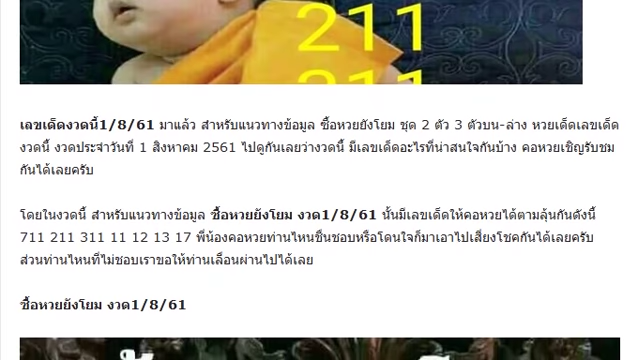 211
211
เลขเด็ดงวดนี้1/8/61 มาแล้ว สำหรับแนวทางข้อมูล ซื้อหวยยังโยม ชุด 2 ตัว 3 ตัวบน-ล่าง หวยเด็ดเลขเด็ด
งวดนี้ งวดประจำวันที่ 1 สิงหาคม 2561 ไปดูกันเลยว่างวดนี้ มีเลขเด็ดอะไรที่น่าสนใจกันบ้าง คอหวยเชิญรับชม
กันได้เลยครับ
โดยในงวดนี้ สำหรับแนวทางข้อมูล ซื้อหวยยังโยม งวด1/8/61 นั้นมีเลขเด็ดให้คอหวยได้ตามลุ้นกันดังนี้
711 211 311 11 12 13 17 พี่น้องคอหวยท่านไหนชื่นชอบหรือโดนใจก็มาเอาไปเสี่ยงโชคกันได้เลยครับ
ส่วนท่านไหนที่ไม่ชอบเราขอให้ท่านเลื่อนผ่านไปได้เลย
ซื้อหวยยังโยม งวด1/8/61